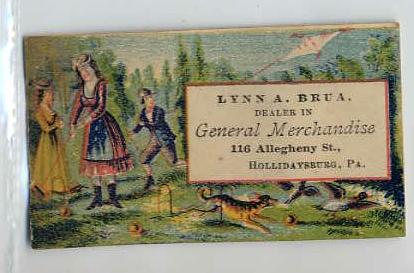 LYNN A. BRUA.
DEALER IN
General Merchandise
116 Allegheny St.,
HOLLIDAYSBURG, PA.